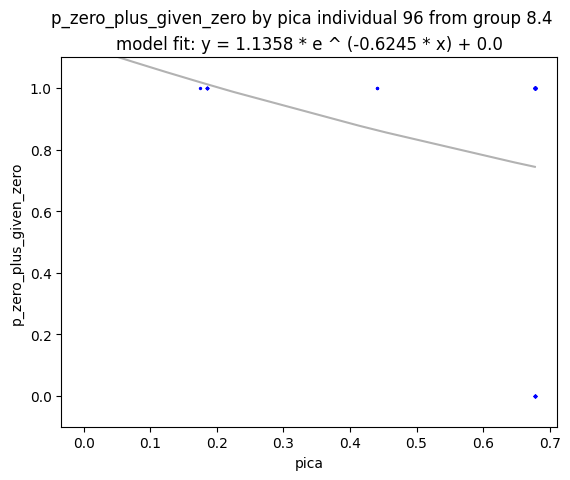 p_zero_plus_given_zero by pica individual 96 from group 8.4
model fit: y = 1.1358 * e ^ (-0.6245 * x) + 0.0
1.0
0.8
0.6
0.4
0.2
0.0
p_zero_plus_given_zero
0.0 0.1 0.2 0.3 0.4 0.5 0.6 0.7
pica